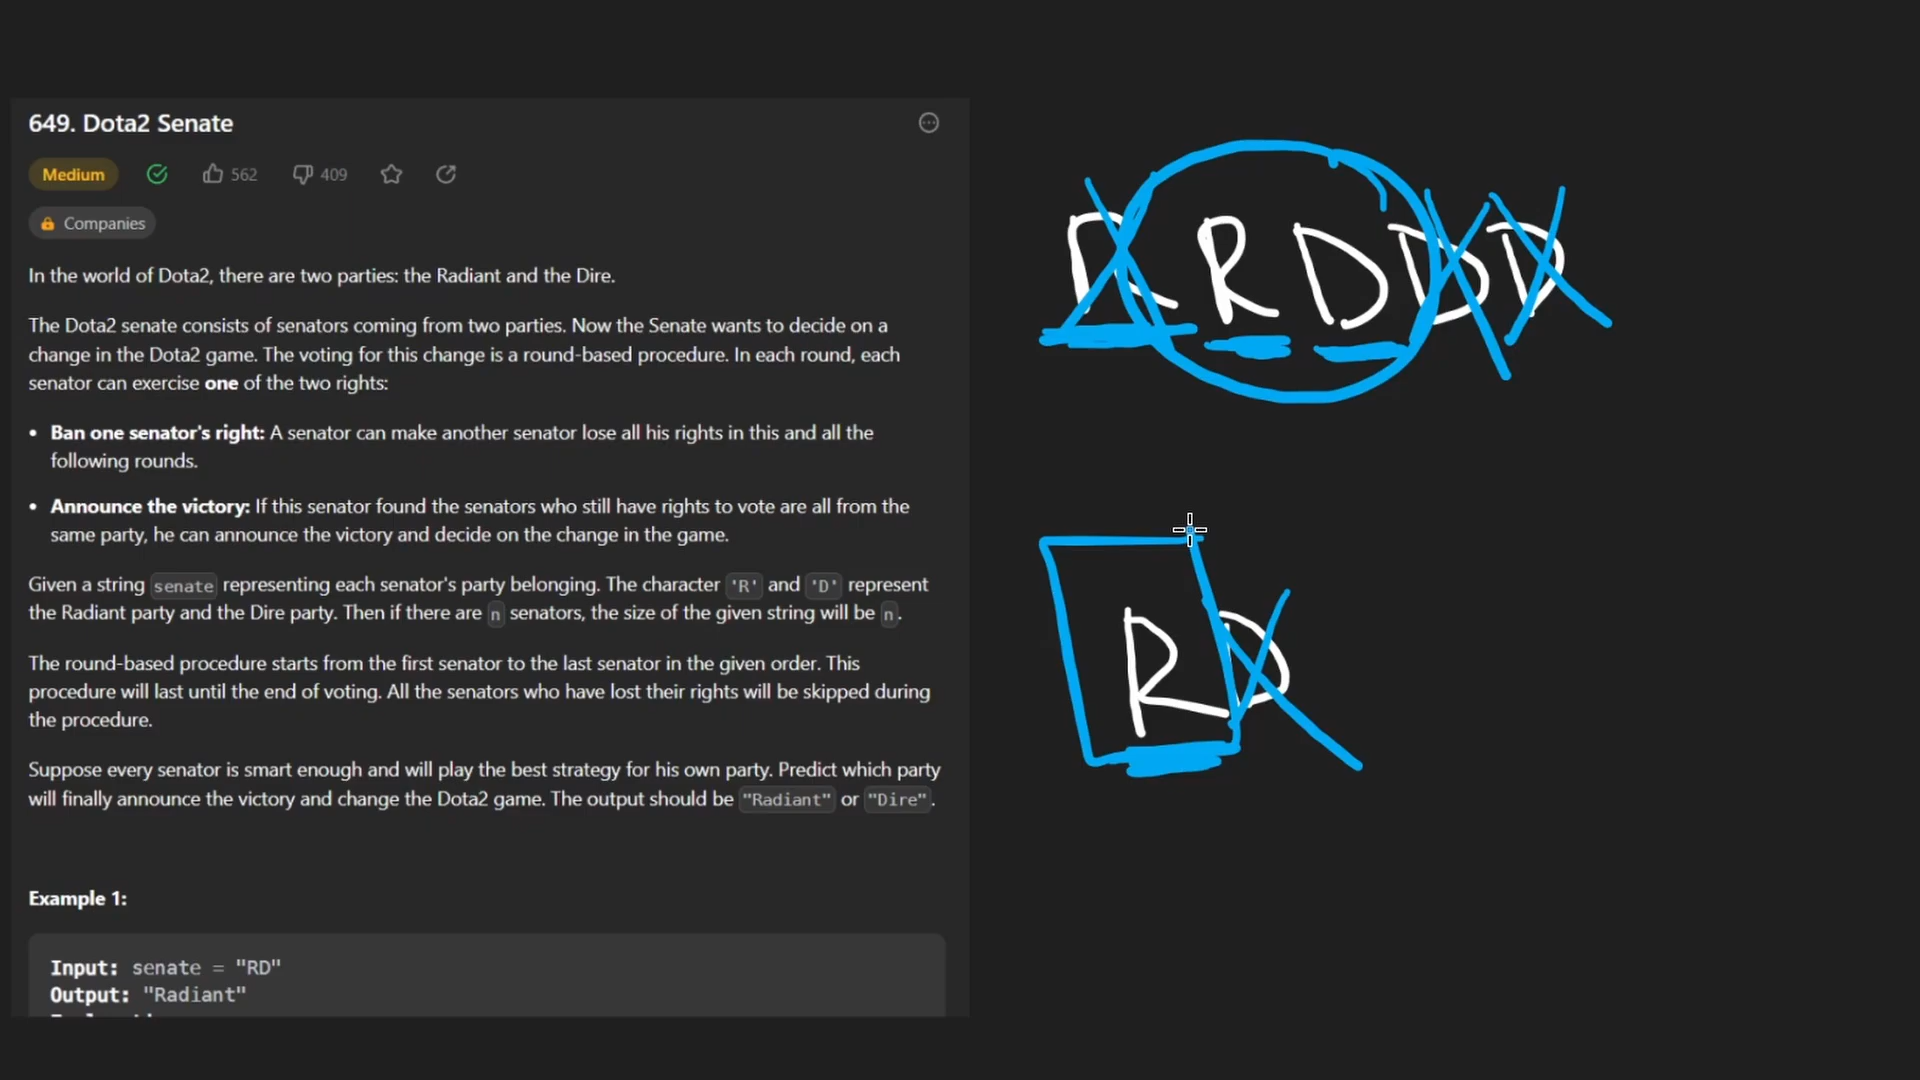 649. Dota2 Senate
Medium 562 409
Companies
In the world of Dota2, there are two parties: the Radiant and the Dire.
The Dota2 senate consists of senators coming from two parties. Now the Senate wants to decide on a
change in the Dota2 game. The voting for this change is a round-based procedure. In each round, each
senator can exercise one of the two rights:
• Ban one senator's right: A senator can make another senator lose all his rights in this and all the
following rounds.
• Announce the victory: If this senator found the senators who still have rights to vote are all from the
same party, he can announce the victory and decide on the change in the game.
Given a string senate representing each senator's party belonging. The character 'R' and 'D' represent
the Radiant party and the Dire party. Then if there are n senators, the size of the given string will be n.
The round-based procedure starts from the first senator to the last senator in the given order. This
procedure will last until the end of voting. All the senators who have lost their rights will be skipped during
the procedure.
Suppose every senator is smart enough and will play the best strategy for his own party. Predict which party
will finally announce the victory and change the Dota2 game. The output should be "Radiant" or "Dire".
Example 1:
Input: senate = "RD"
Output: "Radiant"
R R D D D
R D